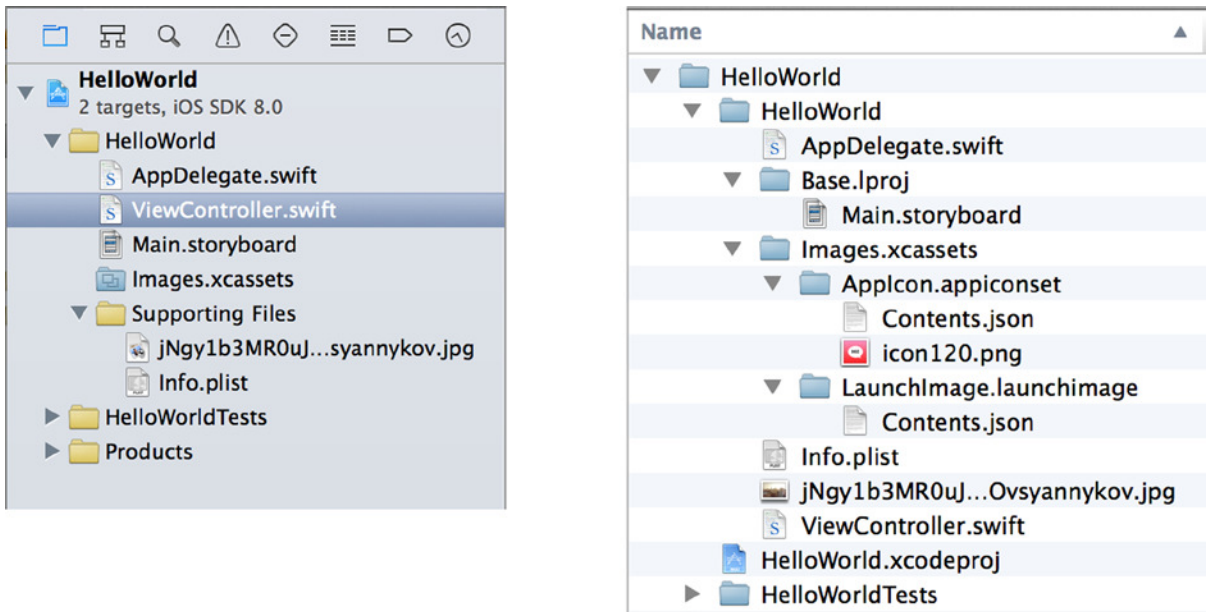 HelloWorld
2 targets, iOS SDK 8.0
HelloWorld
AppDelegate.swift
ViewController.swift
Main.storyboard
Images.xcassets
Supporting Files
jNgy1b3MR0uJ...syannykov.jpg
Info.plist
HelloWorldTests
Products
Name
HelloWorld
HelloWorld
AppDelegate.swift
Base.lproj
Main.storyboard
Images.xcassets
AppIcon.appiconset
Contents.json
icon120.png
LaunchImage.launchimage
Contents.json
Info.plist
jNgy1b3MR0uJ...Ovsyannykov.jpg
ViewController.swift
HelloWorld.xcodeproj
HelloWorldTests